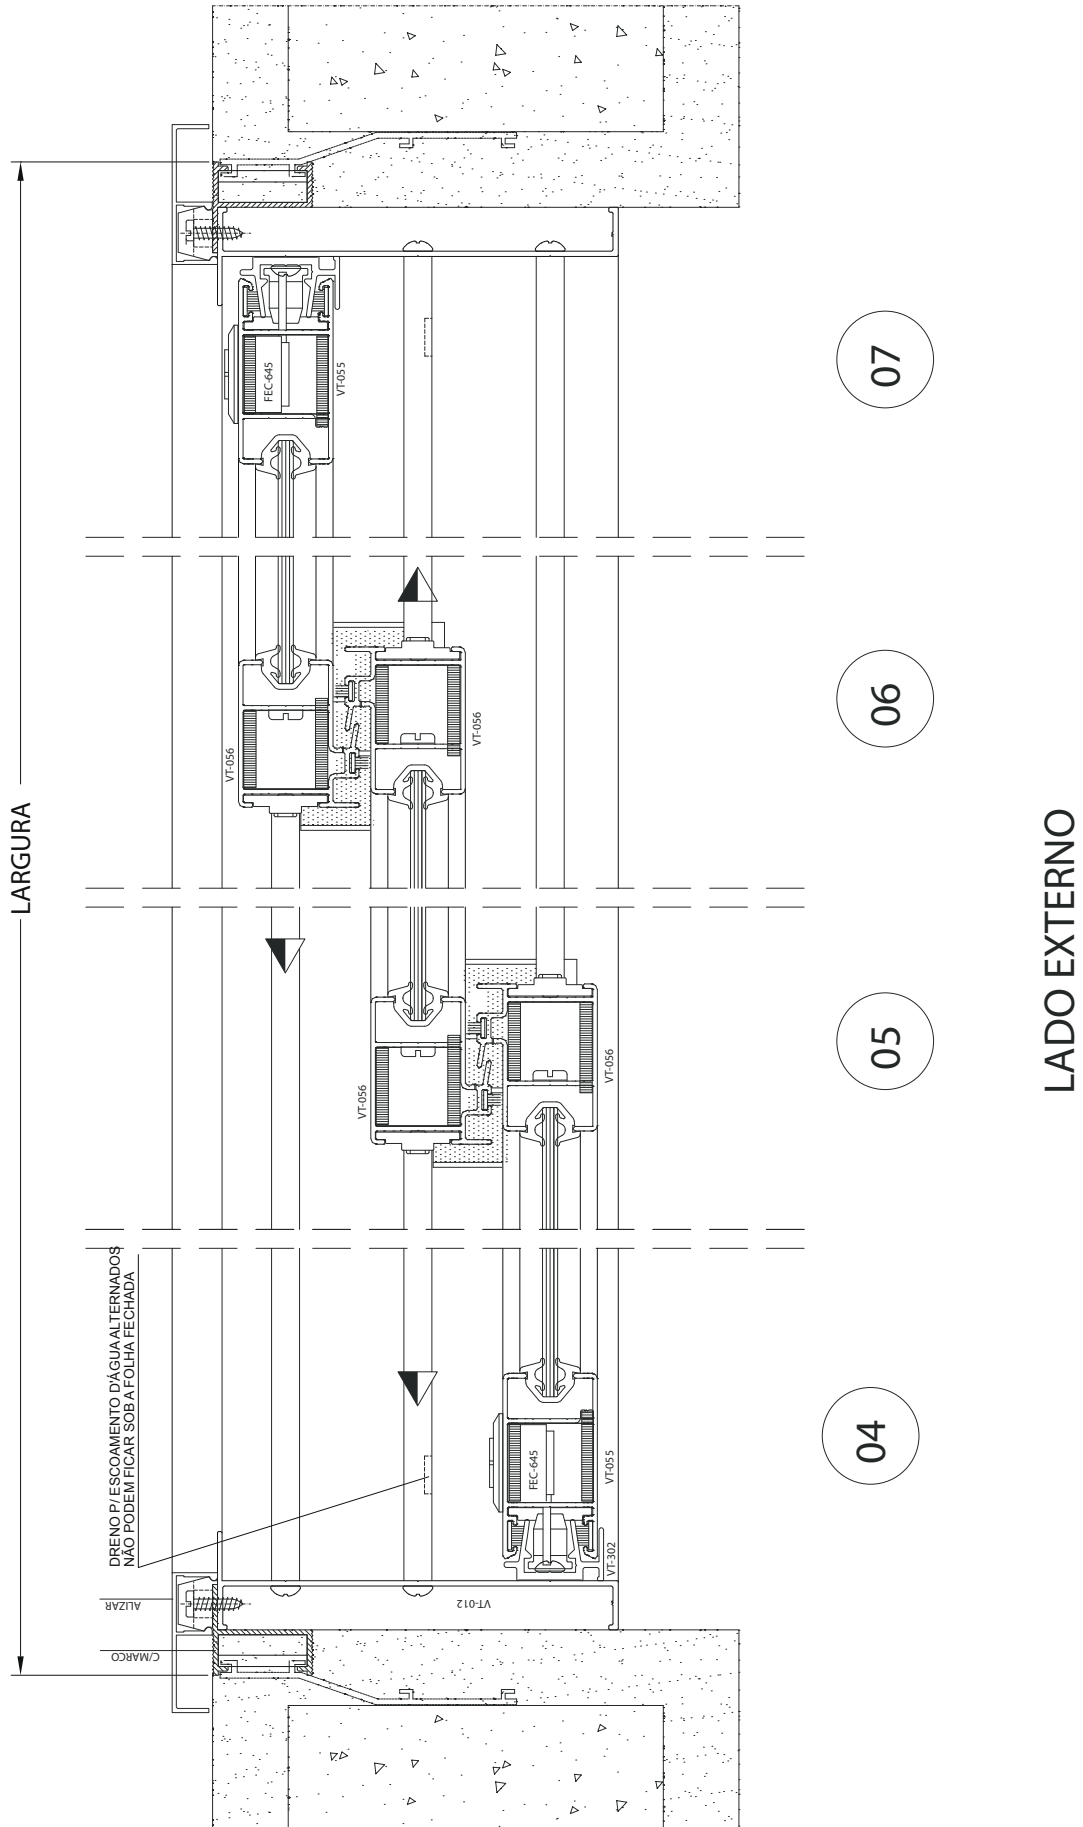 LARGURA
DRENO P/ ESCOAMENTO D'ÁGUA ALTERNADOS
NÃO PODEM FICAR SOB A FOLHA FECHADA
ALIZAR
C/MARCO
VT-012
VT-302
FEC-645
VT-055
04
VT-056
VT-056
05
VT-056
VT-056
06
FEC-645
VT-055
07
LADO EXTERNO